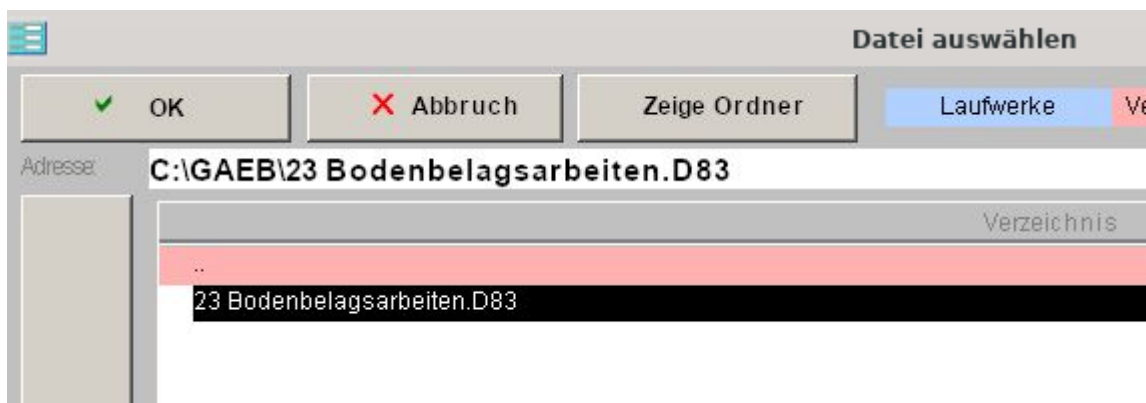 Datei auswählen
OK Abbruch Zeige Ordner Laufwerke
Adresse: C:\GAEB\23 Bodenbelagsarbeiten.D83
Verzeichnis
..
23 Bodenbelagsarbeiten.D83